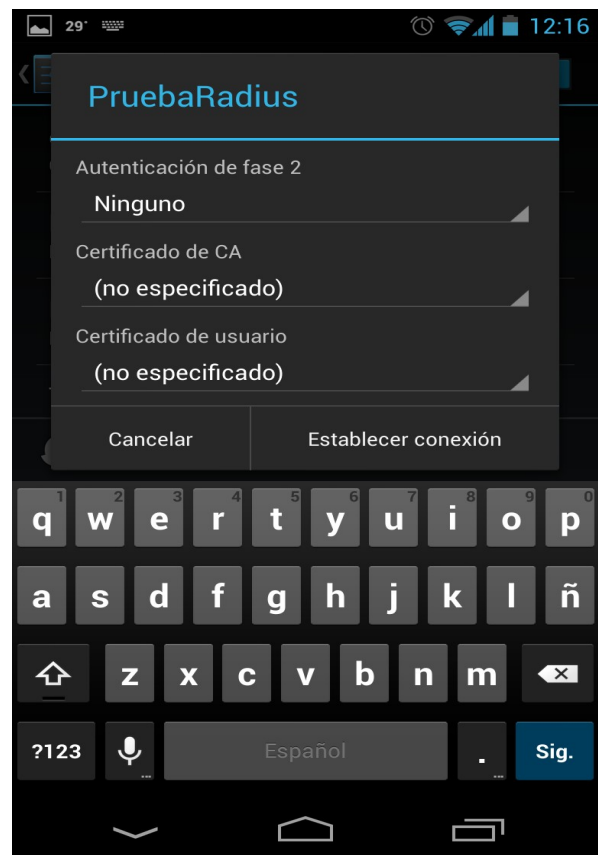 29° 12:16
PruebaRadius
Autenticación de fase 2
Ninguno
Certificado de CA
(no especificado)
Certificado de usuario
(no especificado)
Cancelar Establecer conexión
1 2 3 4 5 6 7 8 9 0
q w e r t y u i o p
a s d f g h j k l ñ
z x c v b n m
?123 Español . Sig.